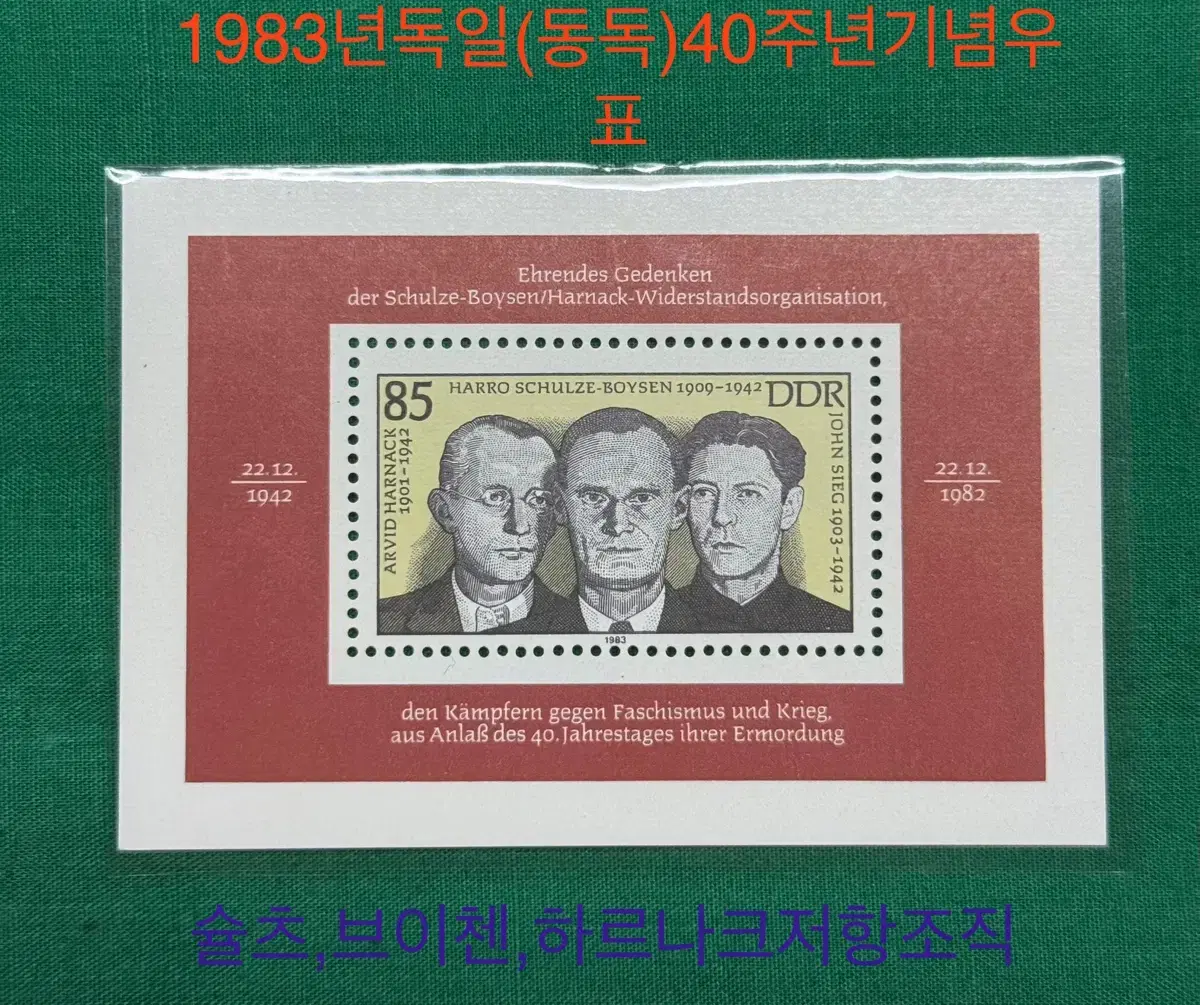 1983년독일(동독)40주년기념우
표
Ehrendes Gedenken
der Schulze-Boysen/Harnack-Widerstandsorganisation,
85
HARRO SCHULZE-BOYSEN 1909-1942
DDR
ARVID HARNACK
1901-1942
JOHN SIEG 1903-1942
22.12.
1942
22.12.
1982
1983
den Kämpfern gegen Faschismus und Krieg,
aus Anlaß des 40. Jahrestages ihrer Ermordung
슐츠,브이첸,하르나크저항조직